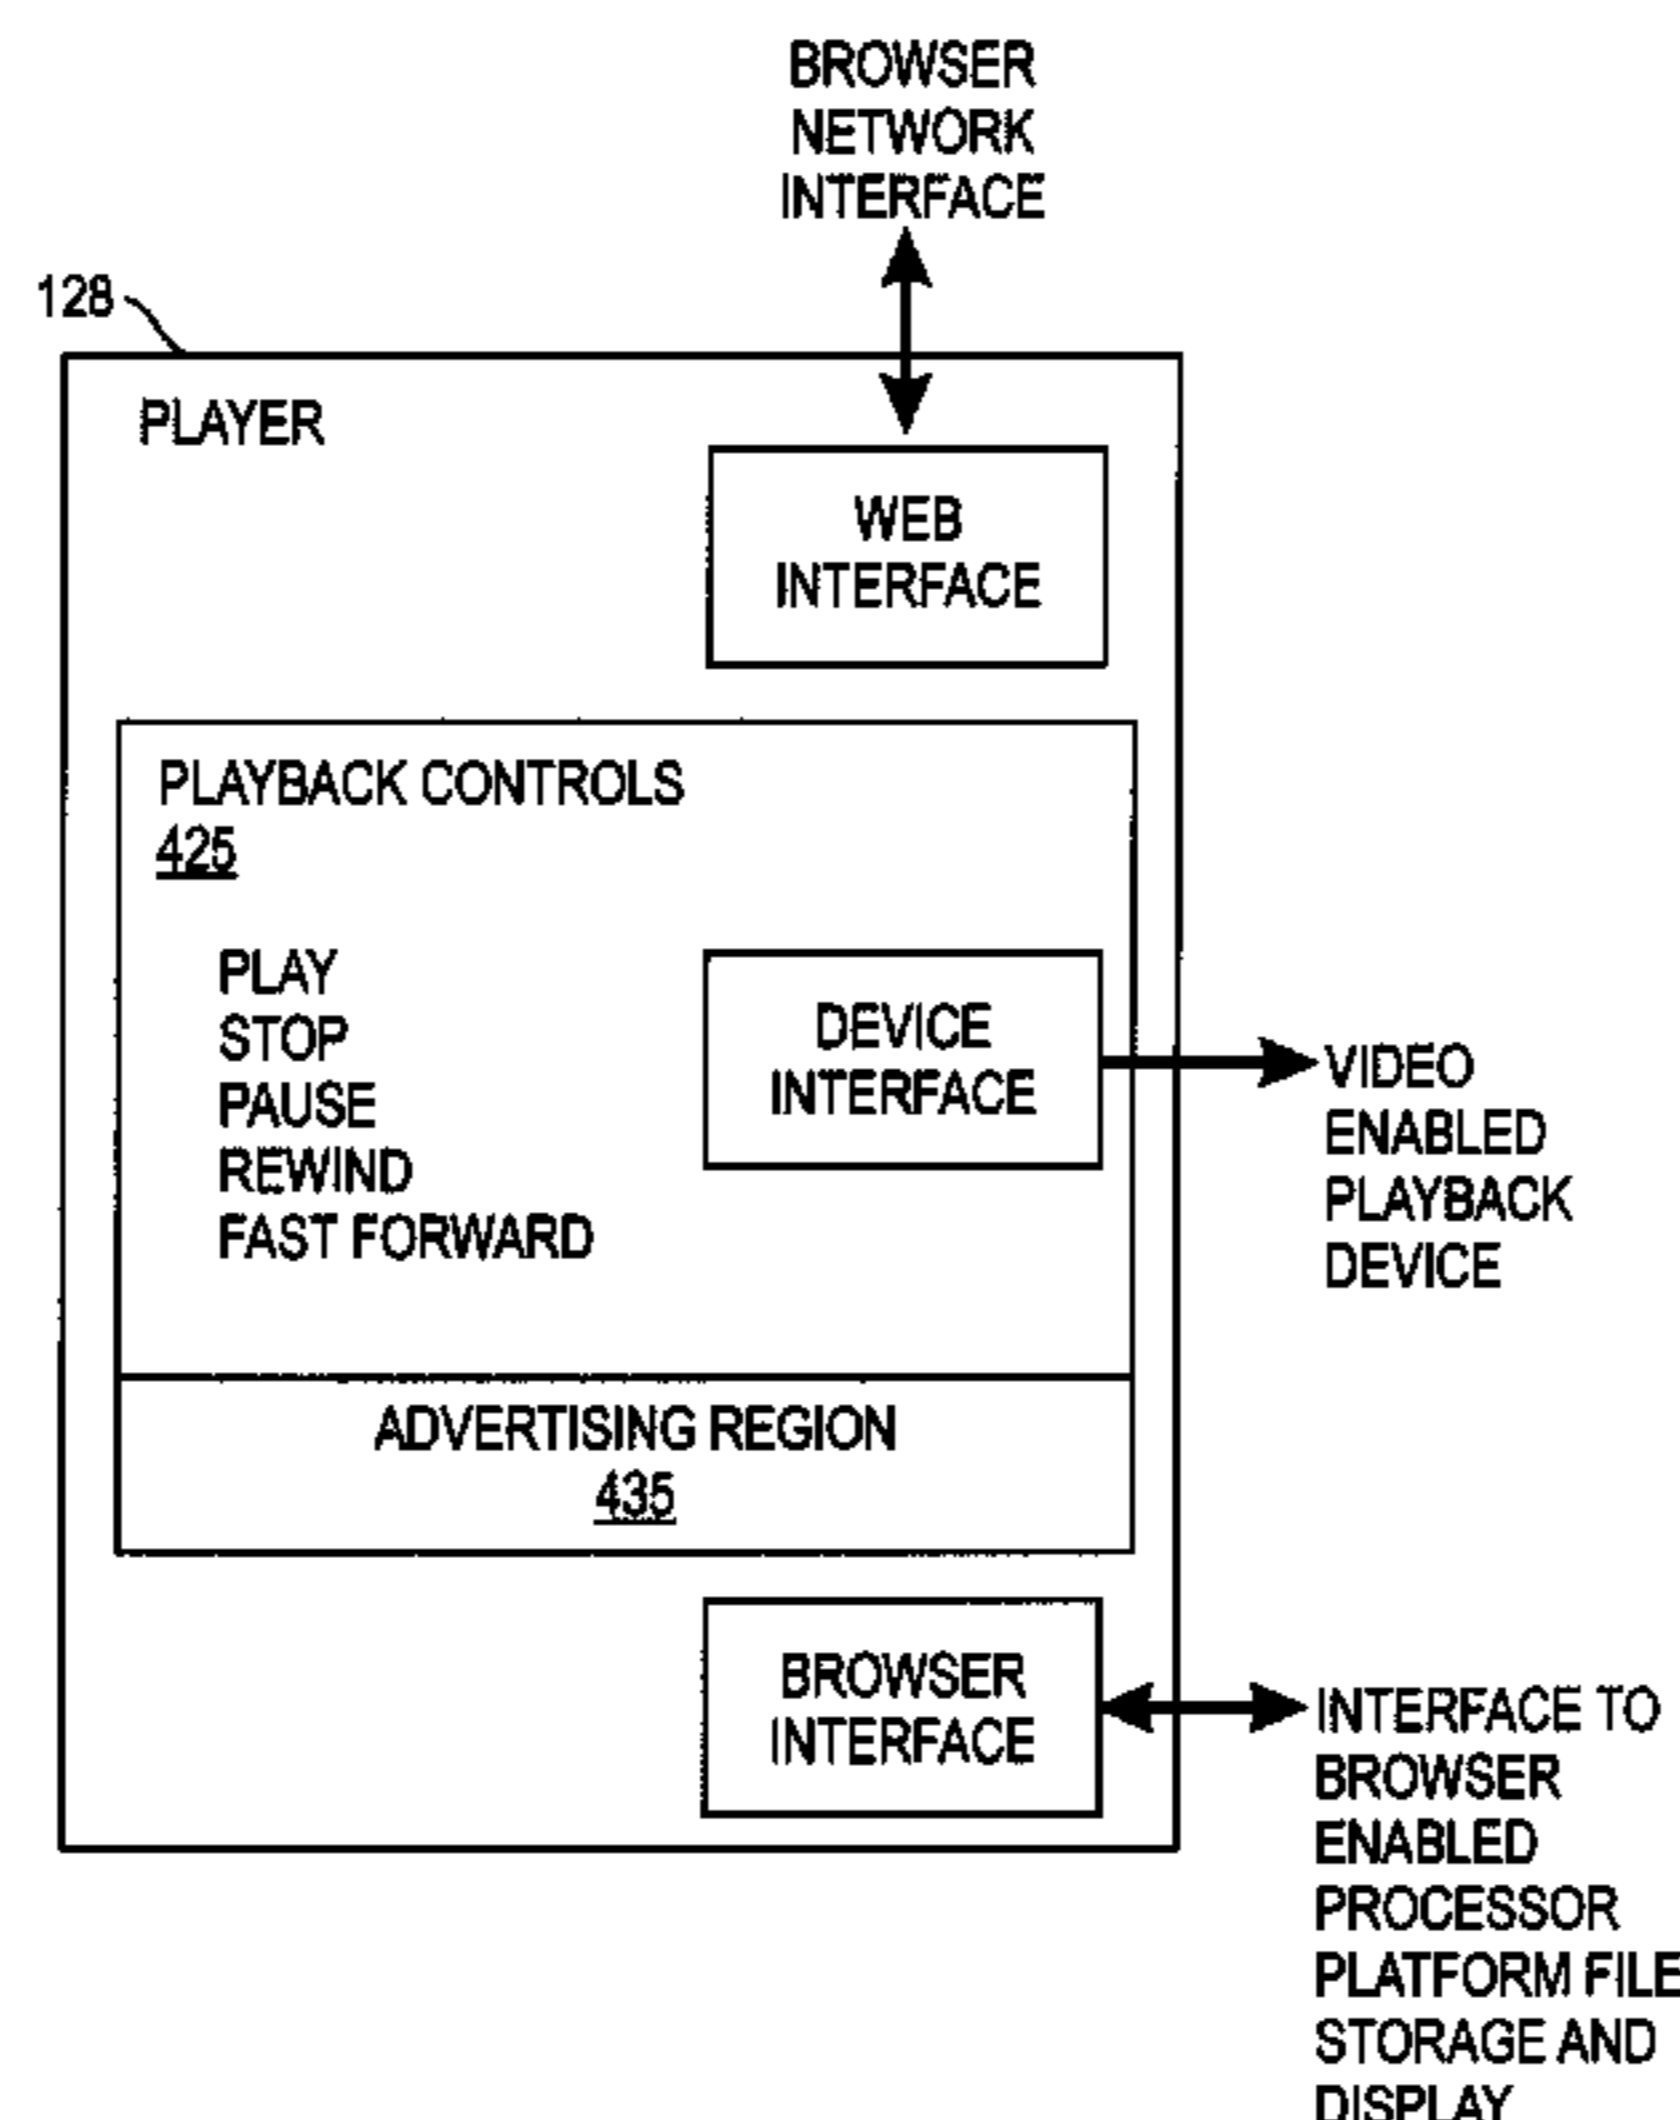 BROWSER
NETWORK
INTERFACE
128
PLAYER
WEB
INTERFACE
PLAYBACK CONTROLS
425
PLAY
STOP
PAUSE
REWIND
FAST FORWARD
DEVICE
INTERFACE
VIDEO
ENABLED
PLAYBACK
DEVICE
ADVERTISING REGION
435
BROWSER
INTERFACE
INTERFACE TO
BROWSER
ENABLED
PROCESSOR
PLATFORM FILE
STORAGE AND
DISPLAY